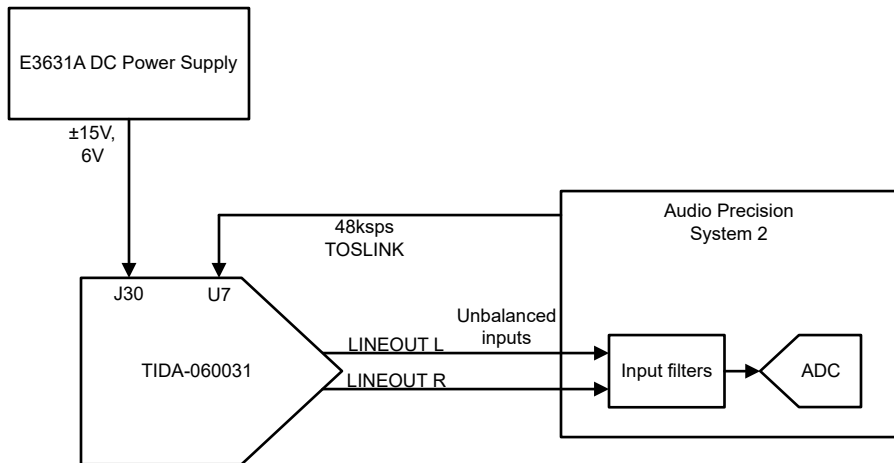 E3631A DC Power Supply
±15V,
6V
48ksps
TOSLINK
Audio Precision
System 2
J30
U7
Unbalanced
inputs
LINEOUT L
TIDA-060031
LINEOUT R
Input filters
ADC